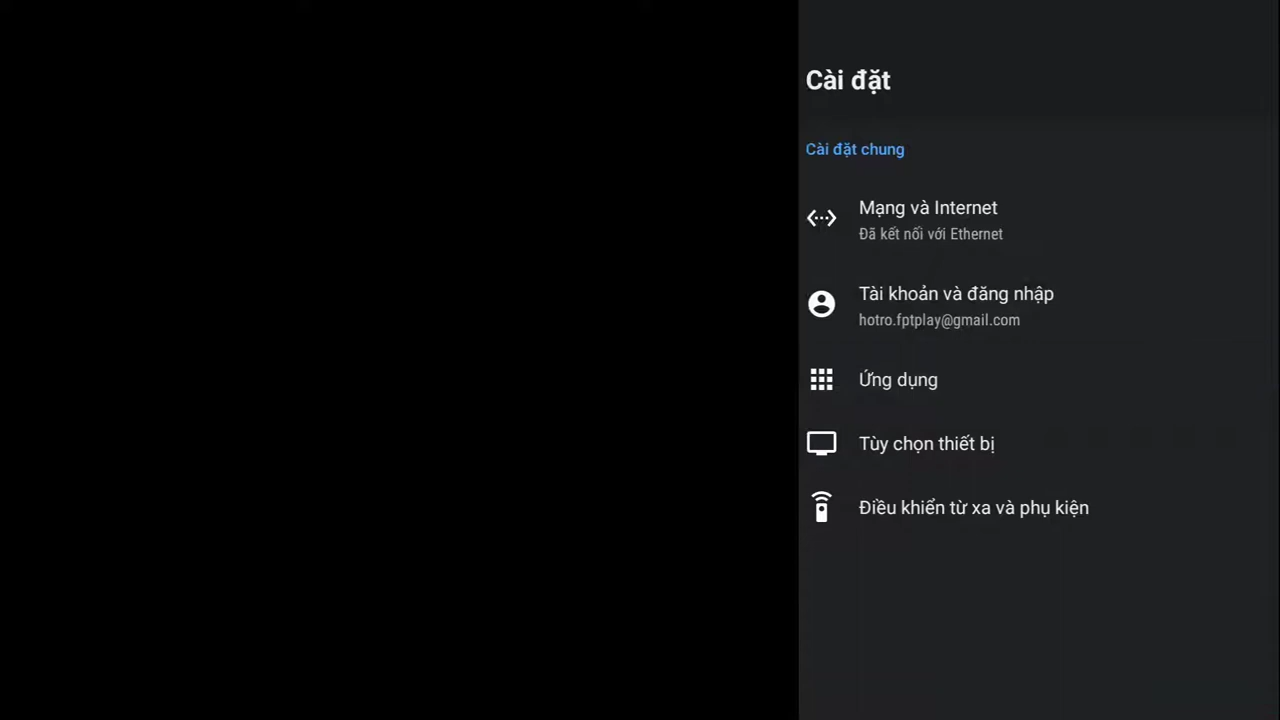 Cài đặt
Cài đặt chung
Mạng và Internet
Đã kết nối với Ethernet
Tài khoản và đăng nhập
hotro.fptplay@gmail.com
Ứng dụng
Tùy chọn thiết bị
Điều khiển từ xa và phụ kiện